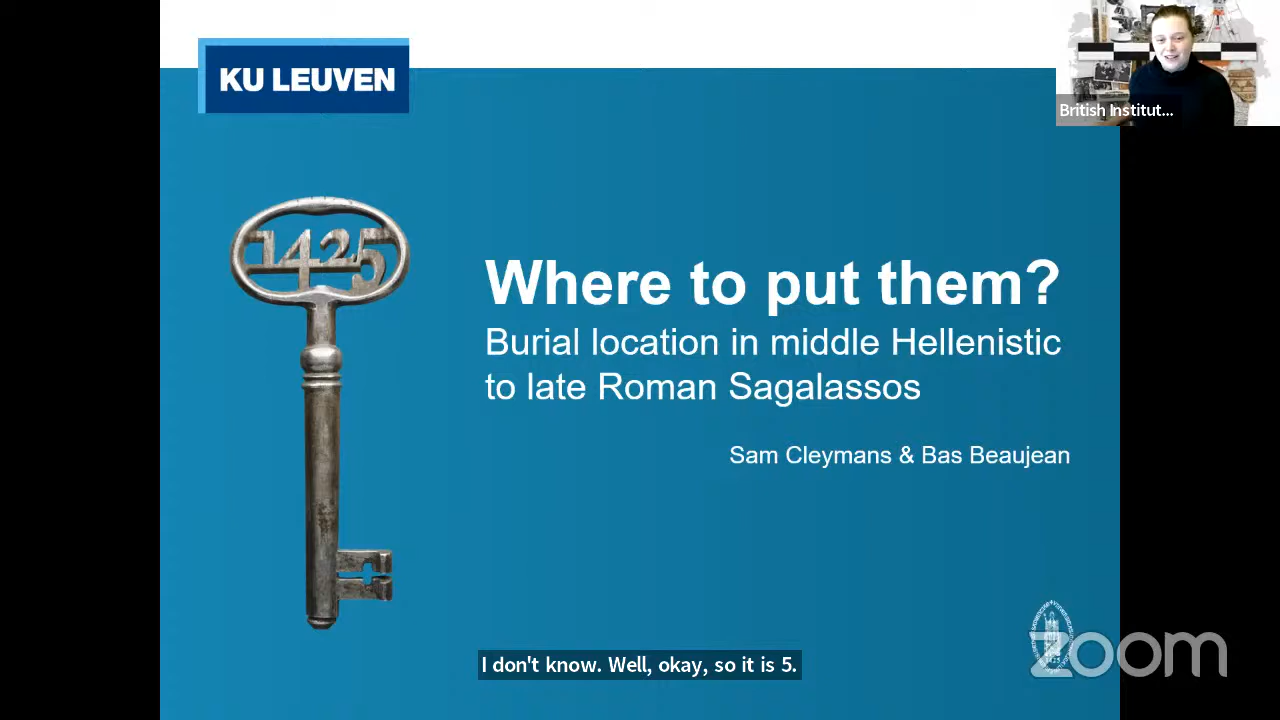 KU LEUVEN
British Institut...
1425
Where to put them?
Burial location in middle Hellenistic
to late Roman Sagalassos
Sam Cleymans & Bas Beaujean
I don't know. Well, okay, so it is 5.
zoom